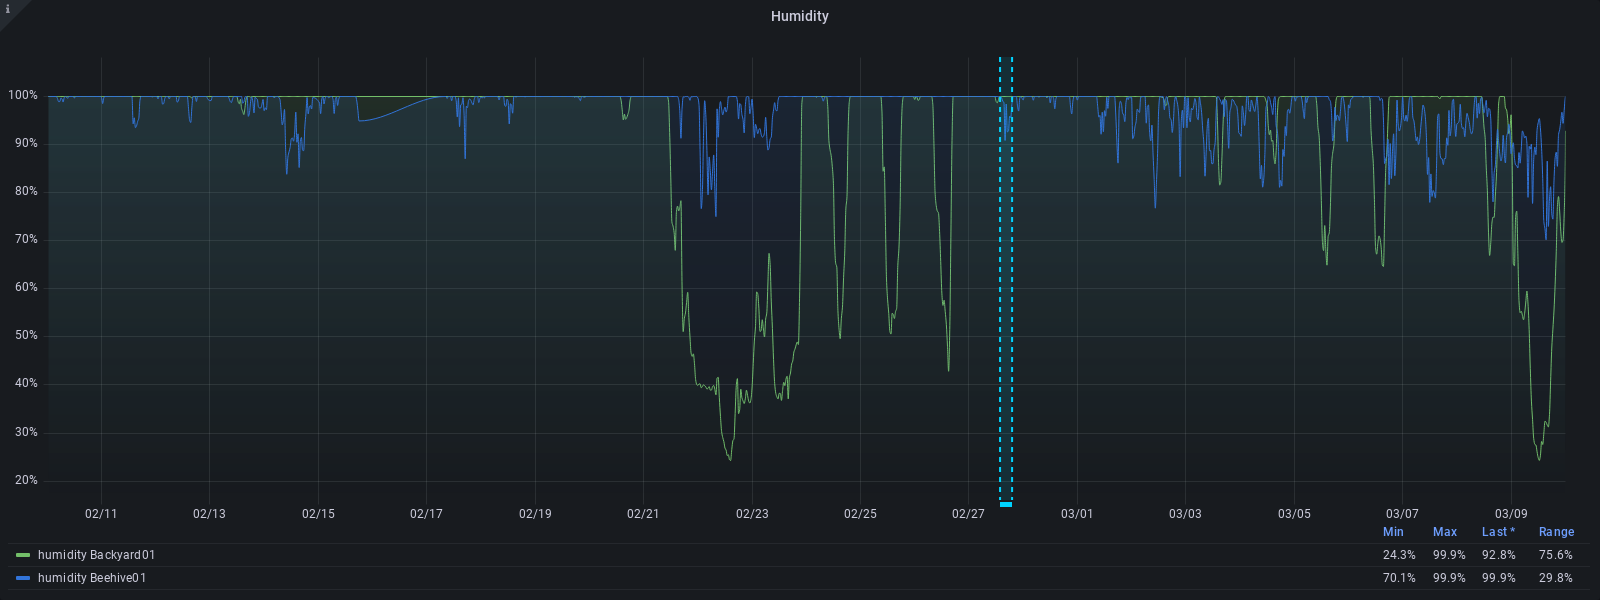 i
Humidity
100%
90%
80%
70%
60%
50%
40%
30%
20%
02/11 02/13 02/15 02/17 02/19 02/21 02/23 02/25 02/27 03/01 03/03 03/05 03/07 03/09
Min Max Last * Range
humidity Backyard01 24.3% 99.9% 92.8% 75.6%
humidity Beehive01 70.1% 99.9% 99.9% 29.8%